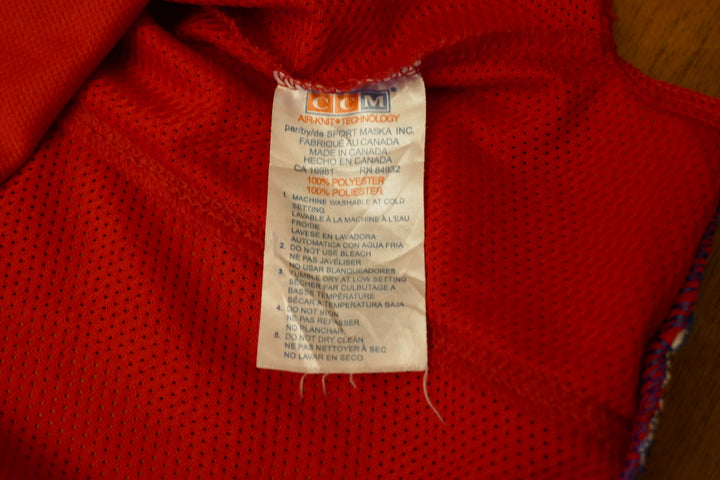 CCM®
AIR-KNIT•TECHNOLOGY
par/by/de SPORT MASKA INC.
FABRIQUÉ AU CANADA
MADE IN CANADA
HECHO EN CANADA
CA 16981 RN 84932
100% POLYESTER
100% POLIESTER
1. MACHINE WASHABLE AT COLD
SETTING
LAVABLE À LA MACHINE À L'EAU
FROIDE
LAVESE EN LAVADORA
AUTOMATICA CON AGUA FRIA
2. DO NOT USE BLEACH
NE PAS JAVELISER
NO USAR BLANQUEADORES
3. TUMBLE DRY AT LOW SETTING
SÉCHER PAR CULBUTAGE A
BASSE TEMPÉRATURE
SÉCAR A TEMPERATURA BAJA
4. DO NOT IRON
NE PAS REPASSER
NO PLANCHAR
5. DO NOT DRY CLEAN
NE PAS NETTOYER À SEC
NO LAVAR EN SECO